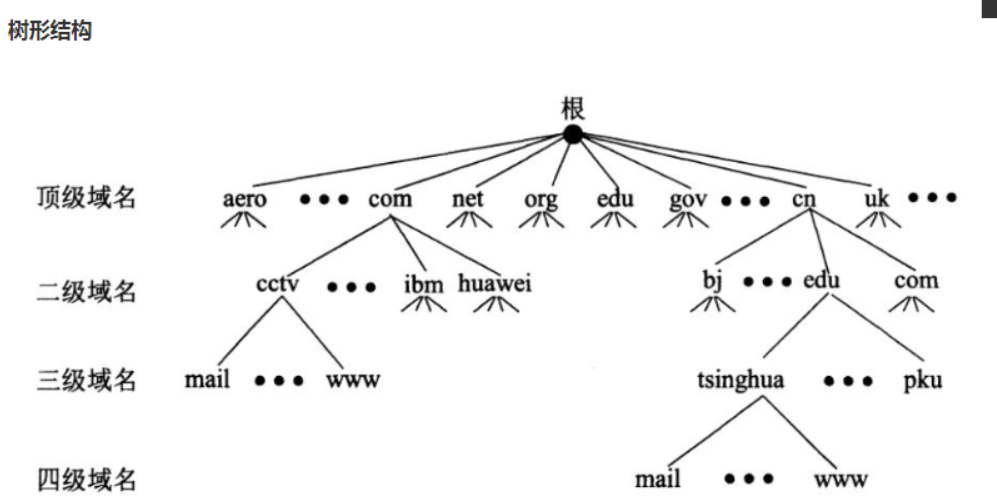 树形结构
根
顶级域名 aero ••• com net org edu gov ••• cn uk •••
二级域名 cctv ••• ibm huawei bj ••• edu com
三级域名 mail ••• www tsinghua ••• pku
四级域名 mail ••• www